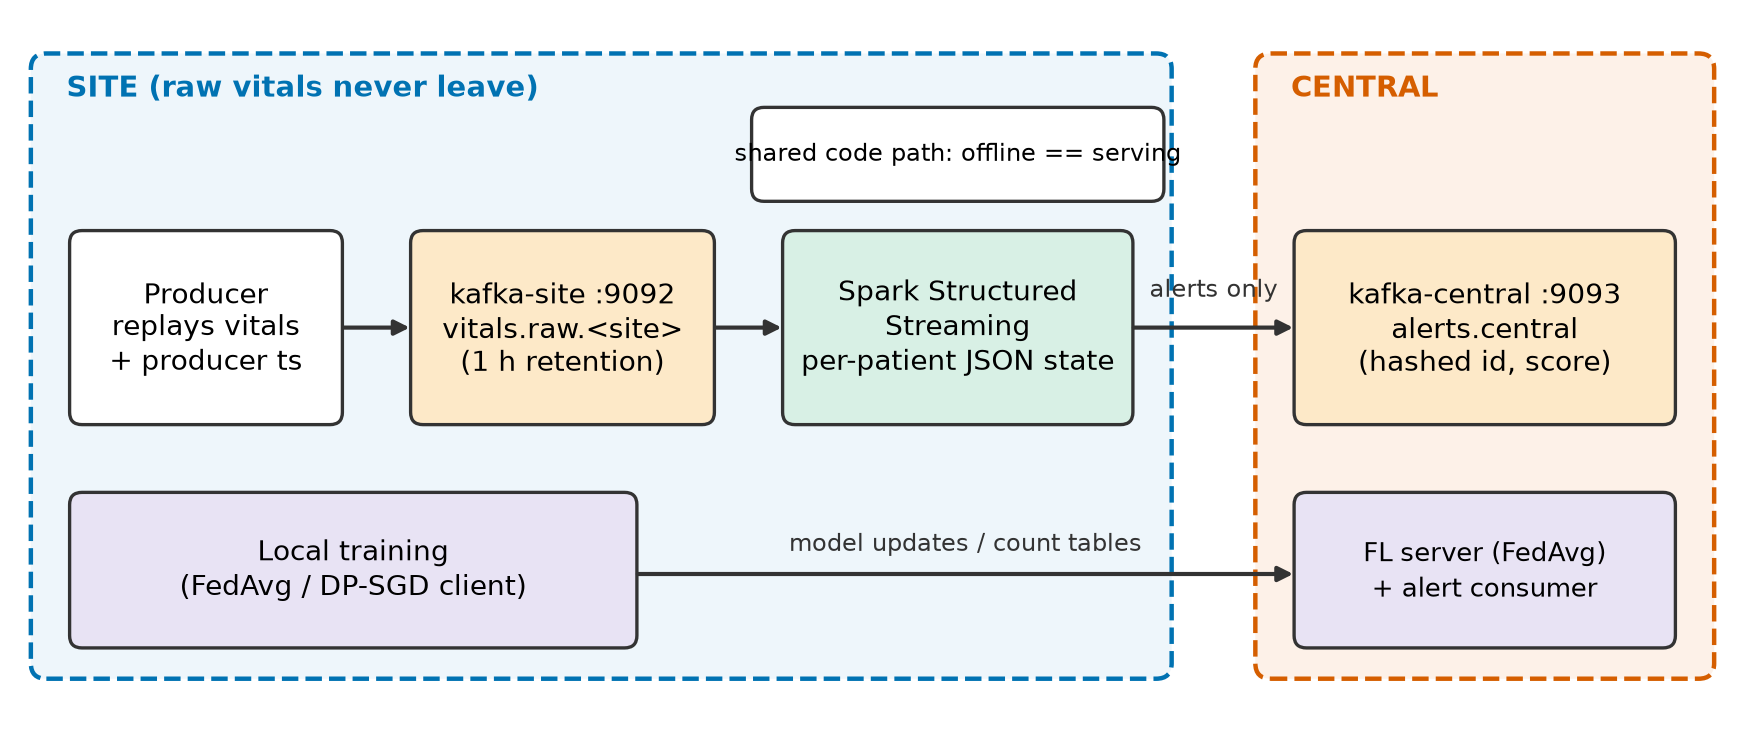 SITE (raw vitals never leave)
CENTRAL
shared code path: offline == serving
Producer
replays vitals
+ producer ts
kafka-site :9092
vitals.raw.<site>
(1 h retention)
Spark Structured
Streaming
per-patient JSON state
alerts only
kafka-central :9093
alerts.central
(hashed id, score)
Local training
(FedAvg / DP-SGD client)
model updates / count tables
FL server (FedAvg)
+ alert consumer